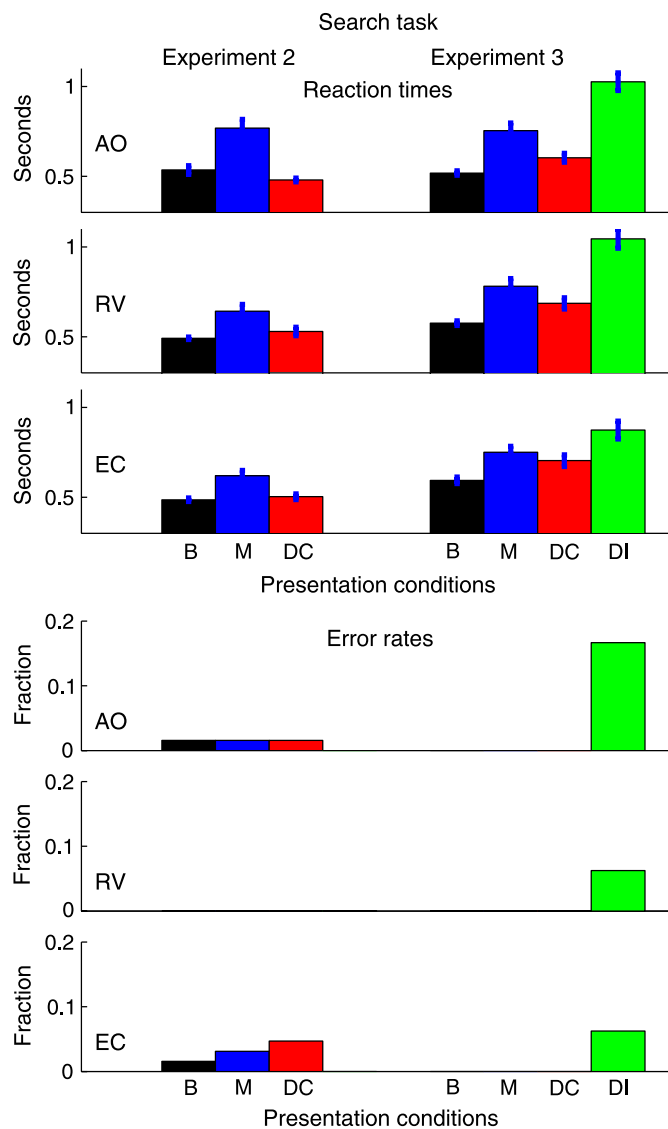 Search task
Experiment 2 Experiment 3
Reaction times
Seconds
1
0.5
AO
Seconds
1
0.5
RV
Seconds
1
0.5
EC
B M DC B M DC DI
Presentation conditions
Error rates
Fraction
0.2
0.1
0
AO
Fraction
0.2
0.1
0
RV
Fraction
0.2
0.1
0
EC
B M DC B M DC DI
Presentation conditions